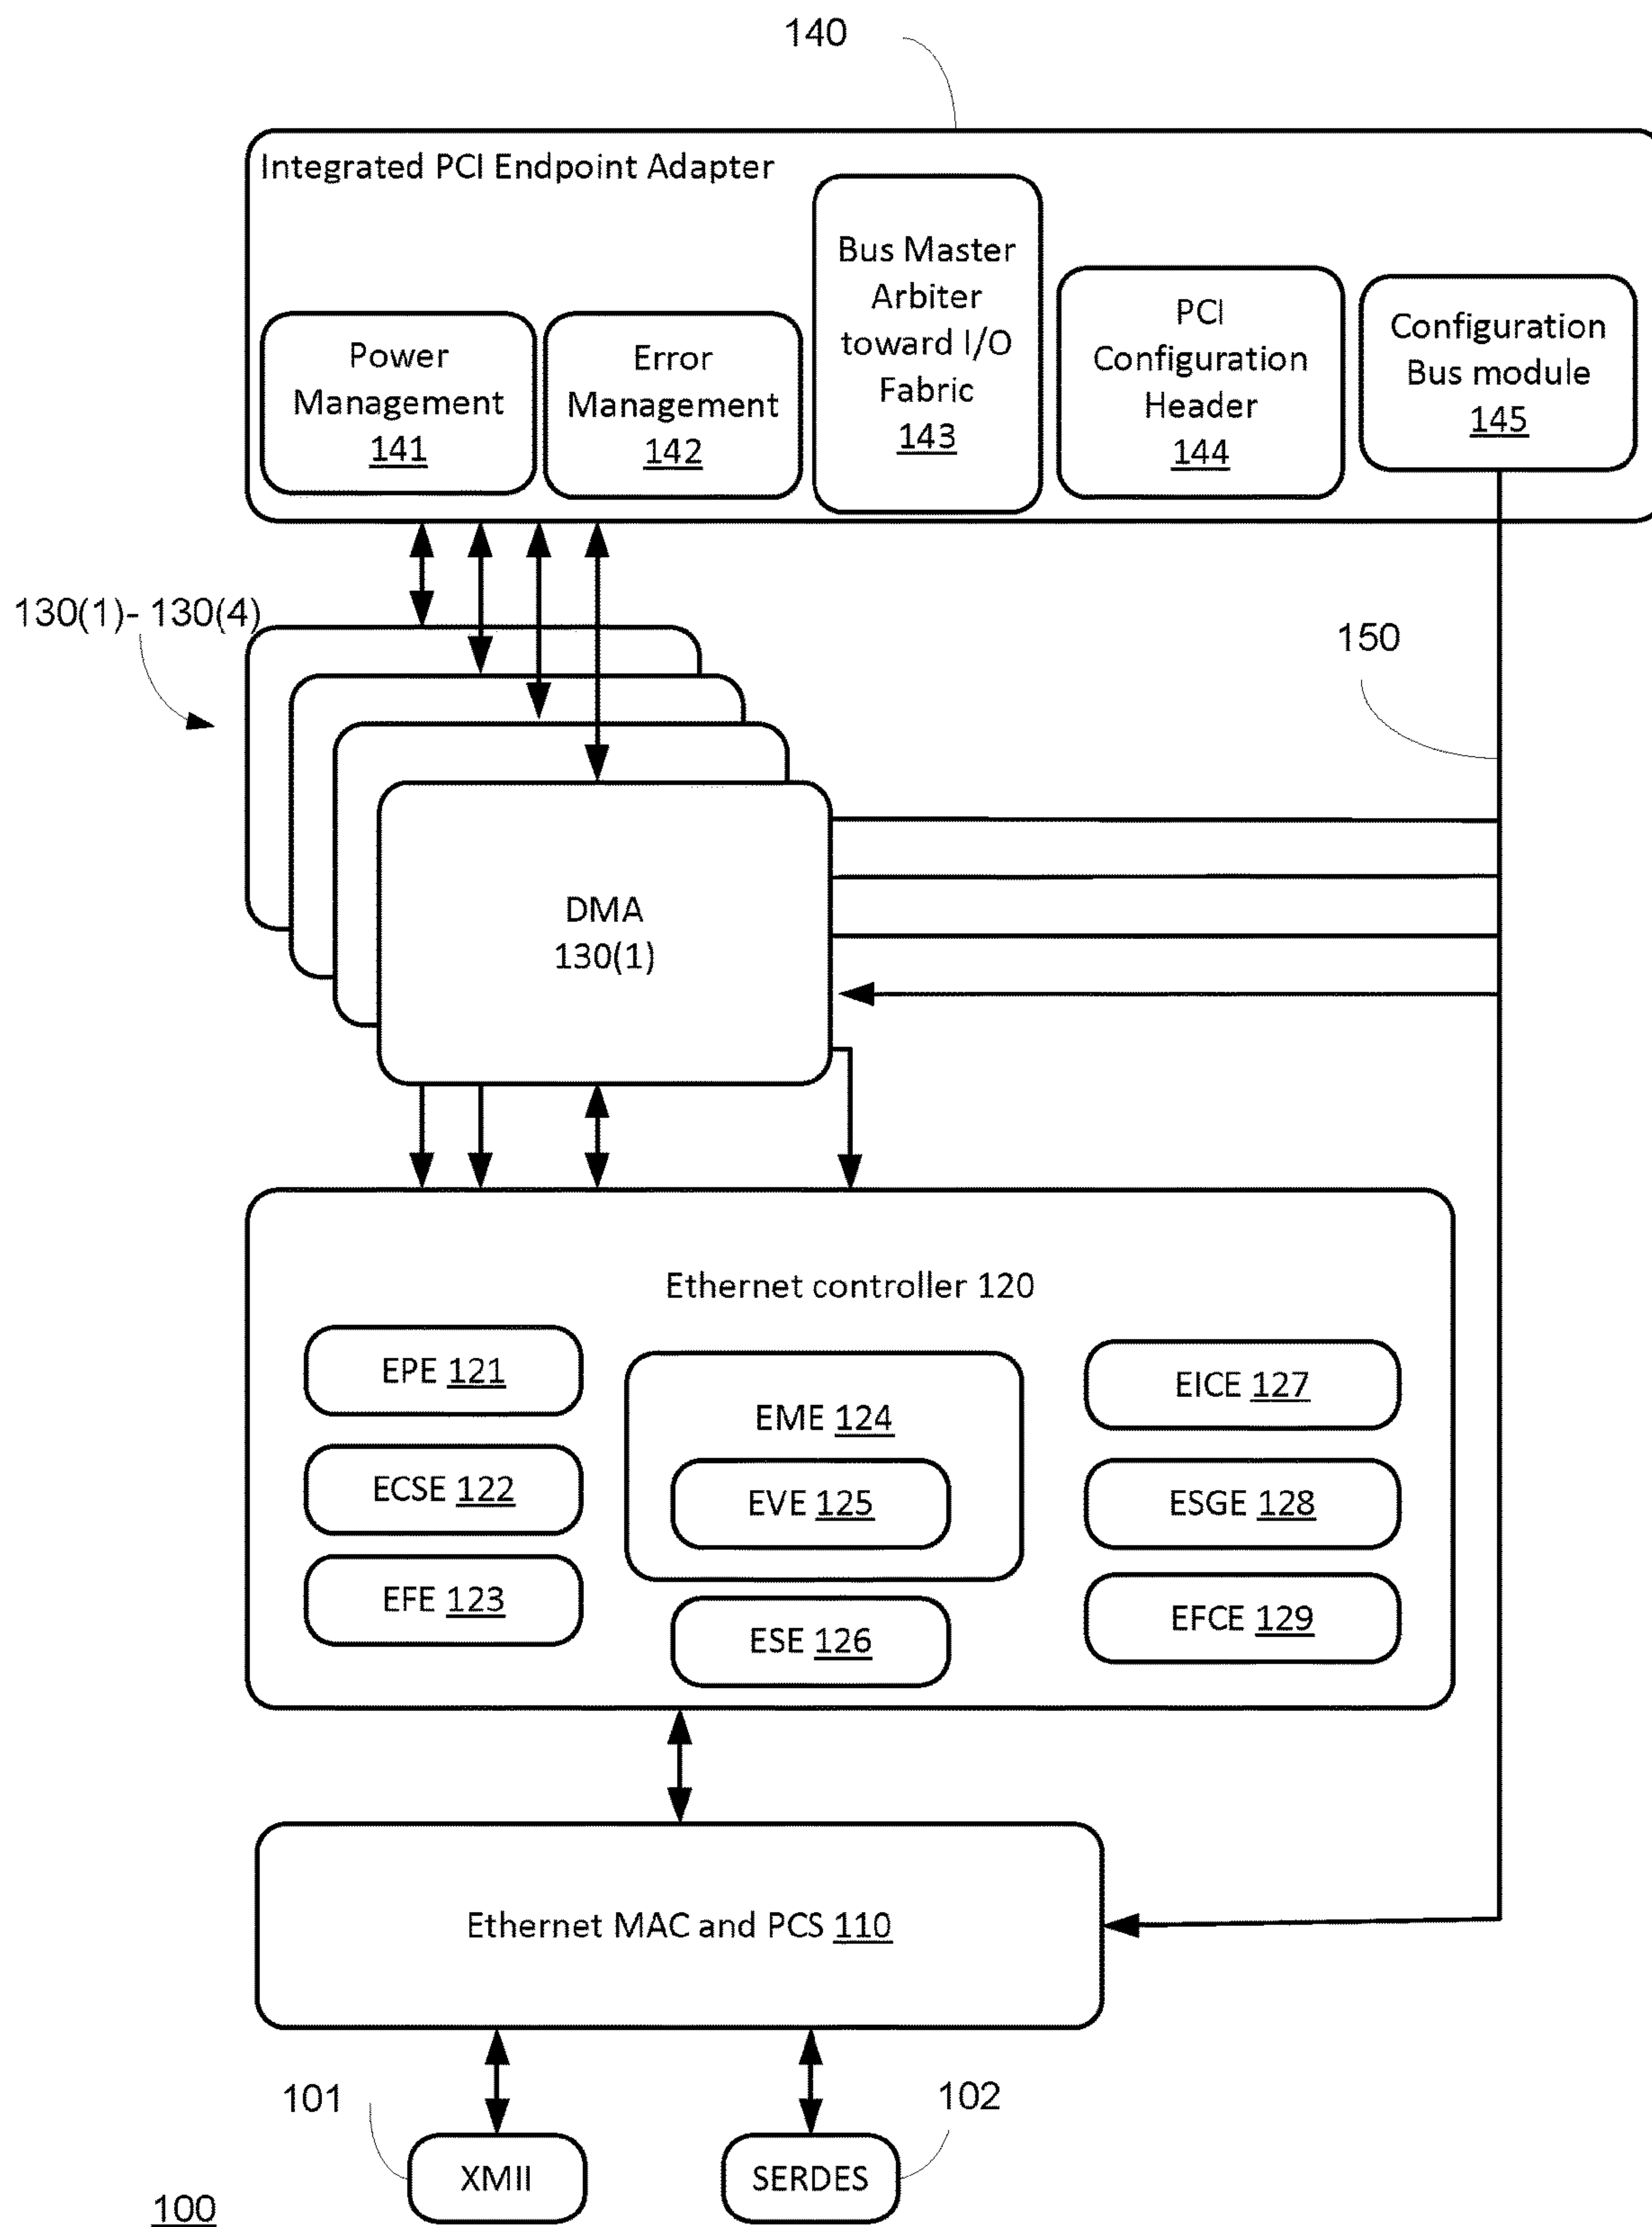 140
Integrated PCI Endpoint Adapter
Power
Management
141
Error
Management
142
Bus Master
Arbiter
toward I/O
Fabric
143
PCI
Configuration
Header
144
Configuration
Bus module
145
130(1)- 130(4)
150
DMA
130(1)
Ethernet controller 120
EPE 121
ECSE 122
EFE 123
EME 124
EVE 125
ESE 126
EICE 127
ESGE 128
EFCE 129
Ethernet MAC and PCS 110
101
102
XMII
SERDES
100